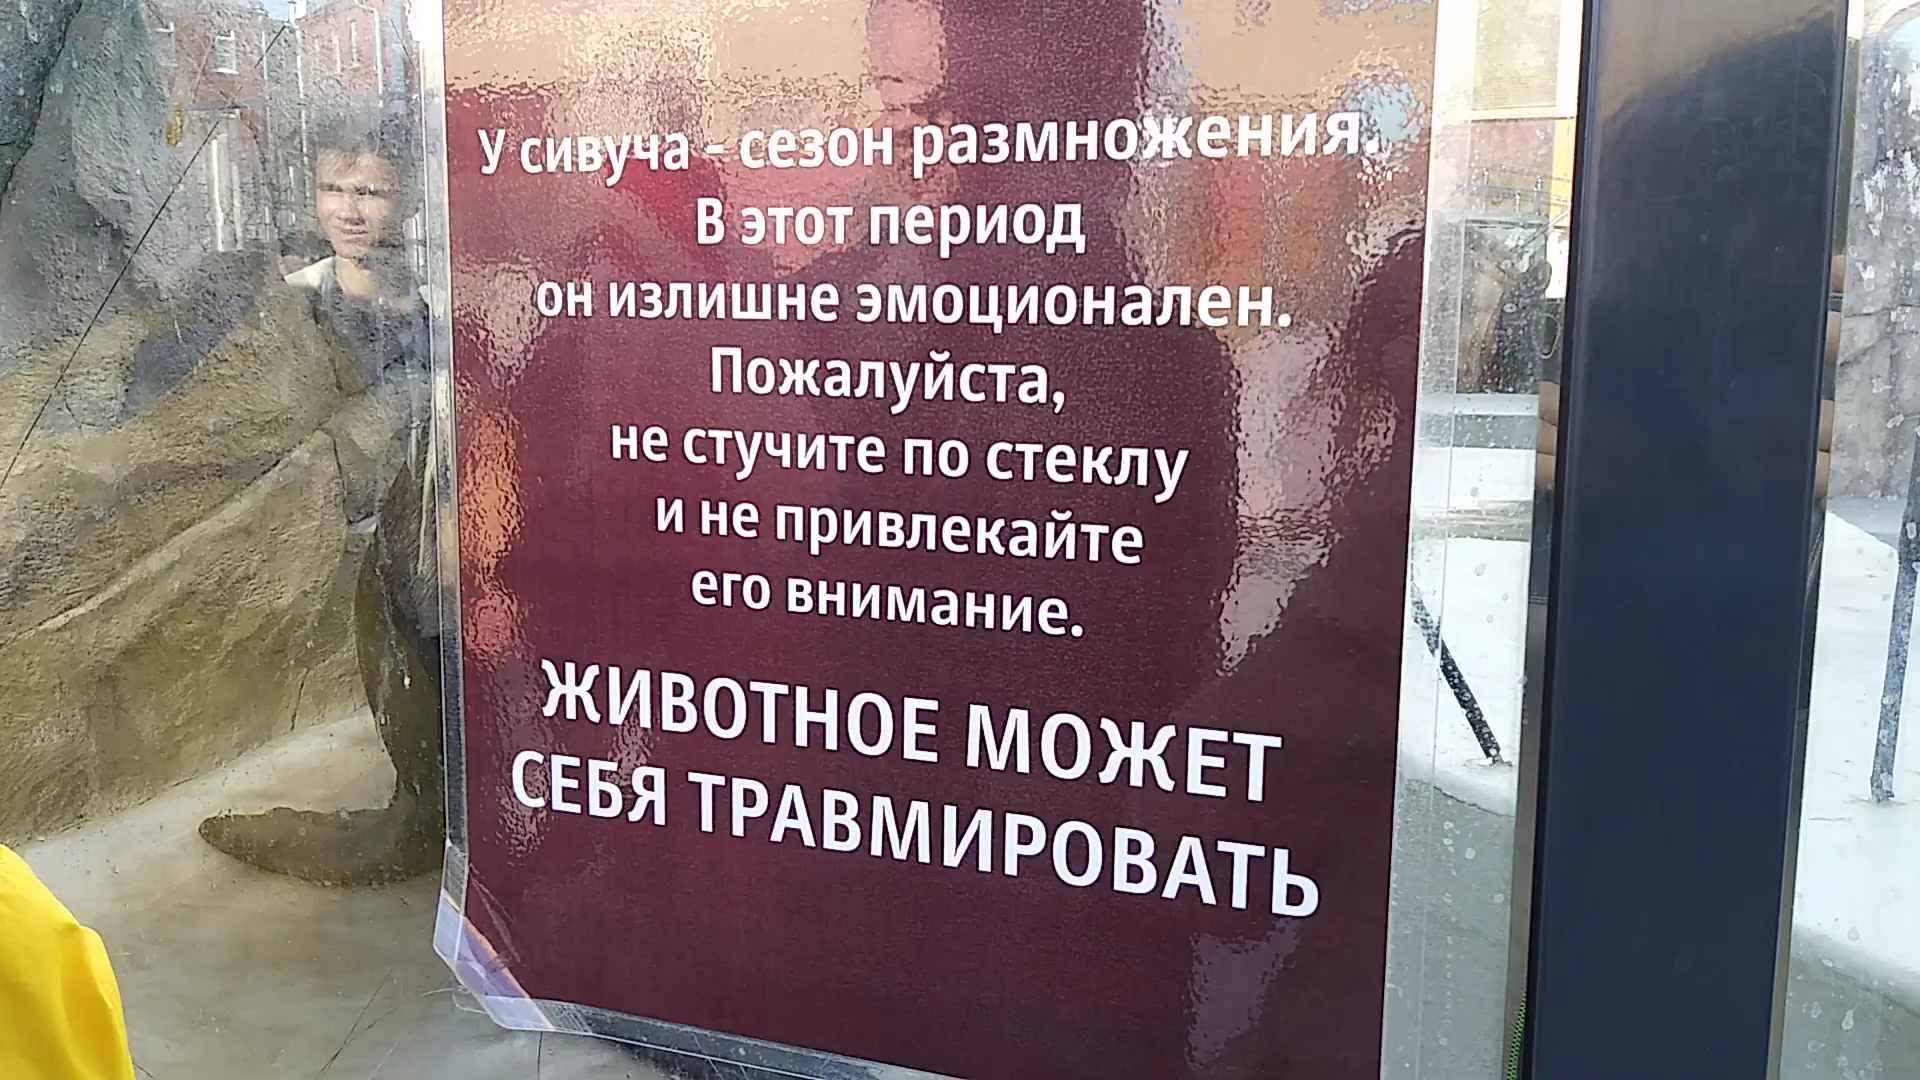 У сивуча - сезон размножения.
В этот период
он излишне эмоционален.
Пожалуйста,
не стучите по стеклу
и не привлекайте
его внимание.
ЖИВОТНОЕ МОЖЕТ
СЕБЯ ТРАВМИРОВАТЬ